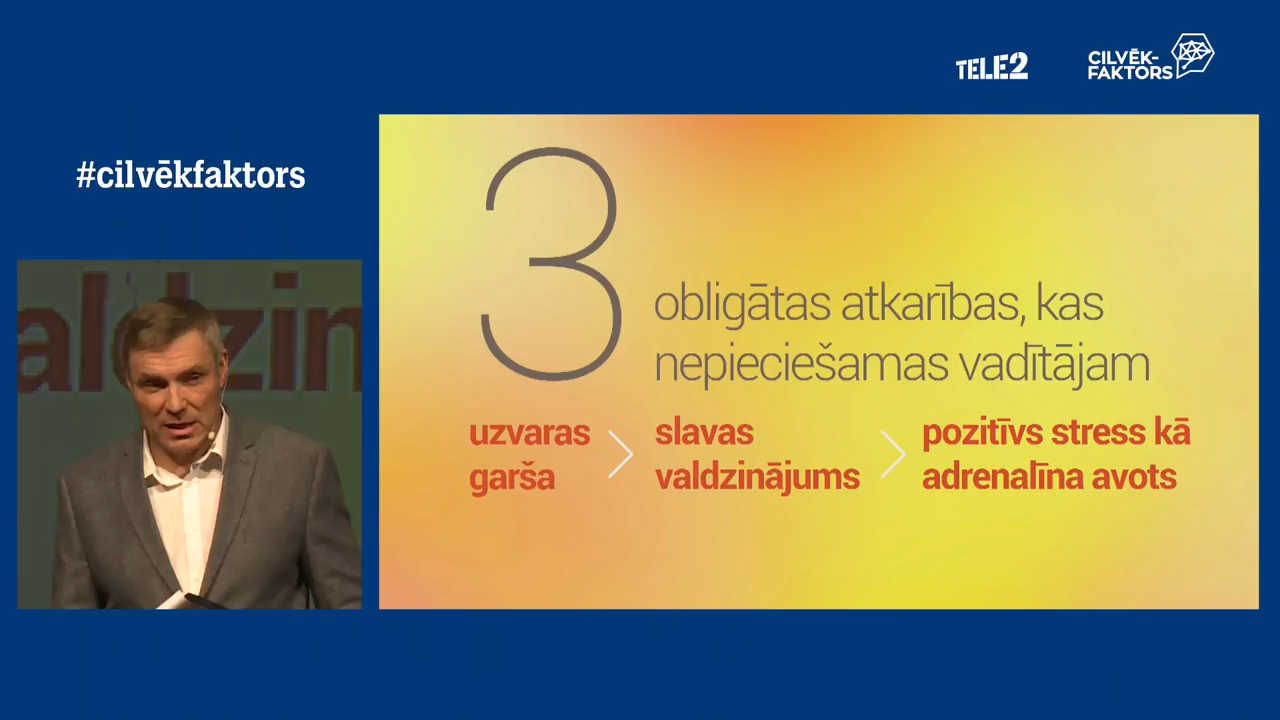 TELE2
CILVĒK-
FAKTORS
#cilvēkfaktors
3
obligātas atkarības, kas
nepieciešamas vadītājam
uzvaras
garša
slavas
valdzinājums
pozitīvs stress kā
adrenalīna avots
aldzin